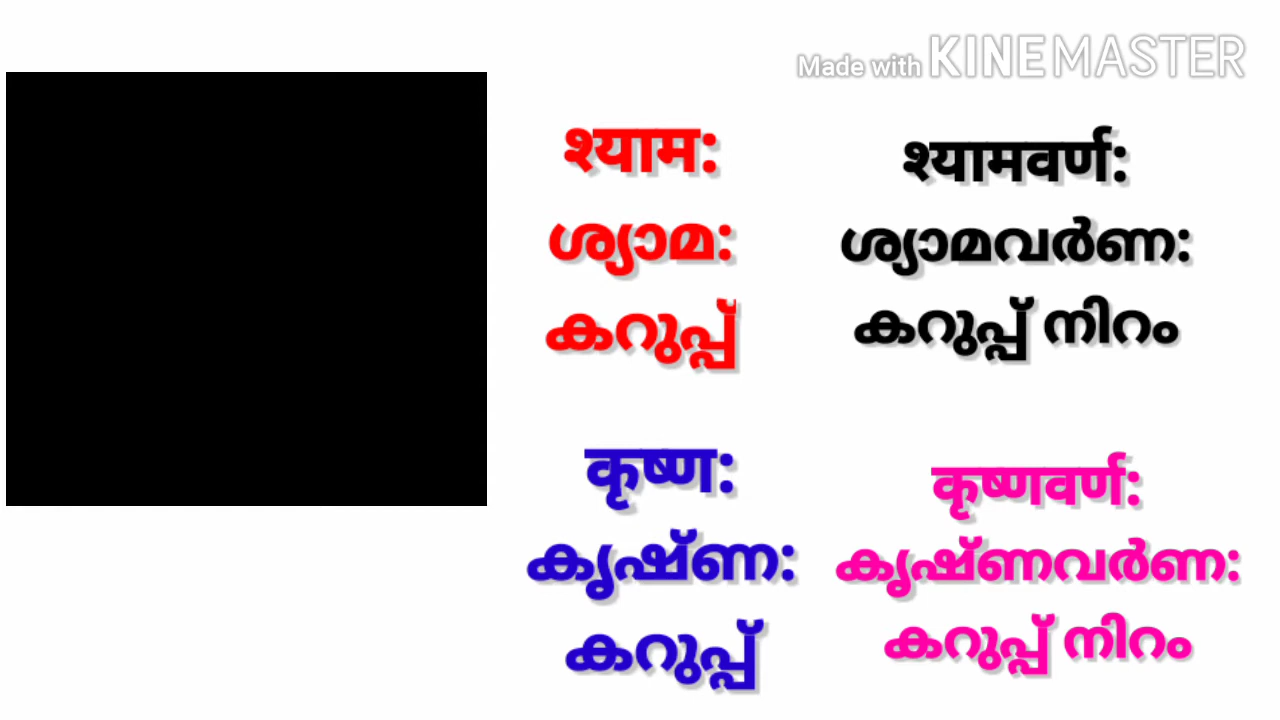 Made with KINEMASTER
श्याम:
ശ്യാമ:
കറുപ്പ്
श्यामवर्ण:
ശ്യാമവർണ:
കറുപ്പ് നിറം
कृष्ण:
കൃഷ്ണ:
കറുപ്പ്
कृष्णवर्ण:
കൃഷ്ണവർണ:
കറുപ്പ് നിറം